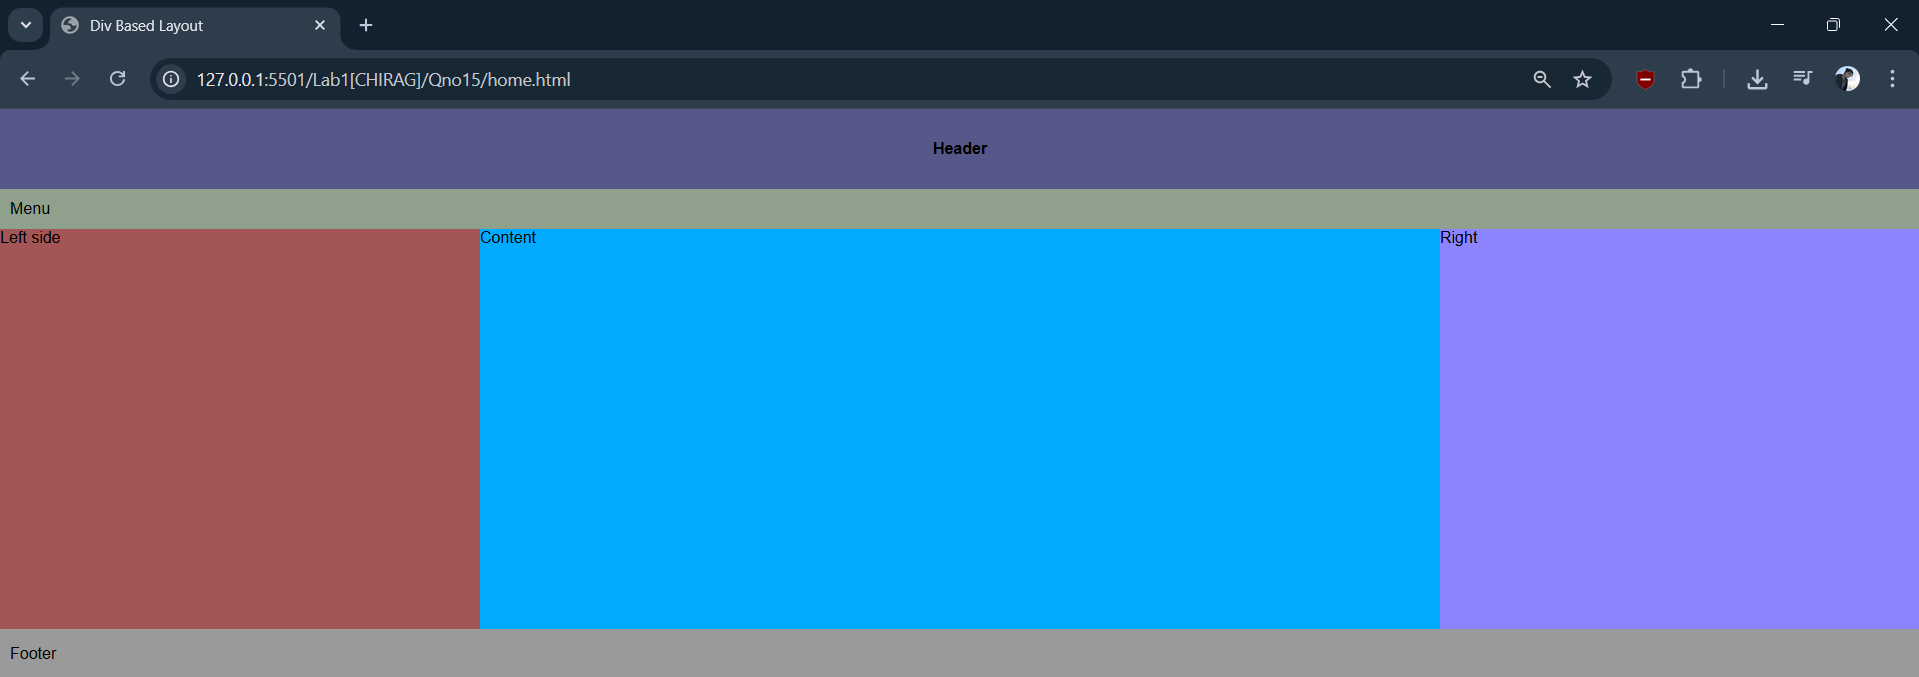 Div Based Layout
127.0.0.1:5501/Lab1[CHIRAG]/Qno15/home.html
Header
Menu
Left side
Content
Right
Footer